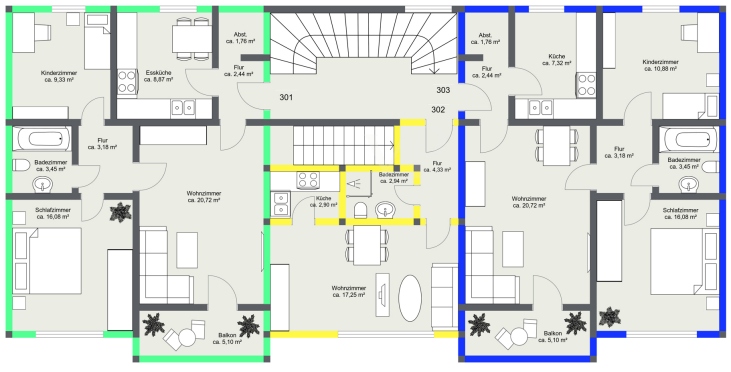 Abst.
ca. 1,76 m²
Kinderzimmer
ca. 9,33 m²
Essküche
ca. 8,87 m²
Flur
ca. 2,44 m²
301
303
302
Abst.
ca. 1,76 m²
Flur
ca. 2,44 m²
Küche
ca. 7,32 m²
Kinderzimmer
ca. 10,88 m²
Badezimmer
ca. 3,45 m²
Flur
ca. 3,18 m²
Schlafzimmer
ca. 16,08 m²
Wohnzimmer
ca. 20,72 m²
Küche
ca. 2,90 m²
Badezimmer
ca. 2,94 m²
Flur
ca. 4,33 m²
Wohnzimmer
ca. 17,25 m²
Wohnzimmer
ca. 20,72 m²
Flur
ca. 3,18 m²
Badezimmer
ca. 3,45 m²
Schlafzimmer
ca. 16,08 m²
Balkon
ca. 5,10 m²
Balkon
ca. 5,10 m²